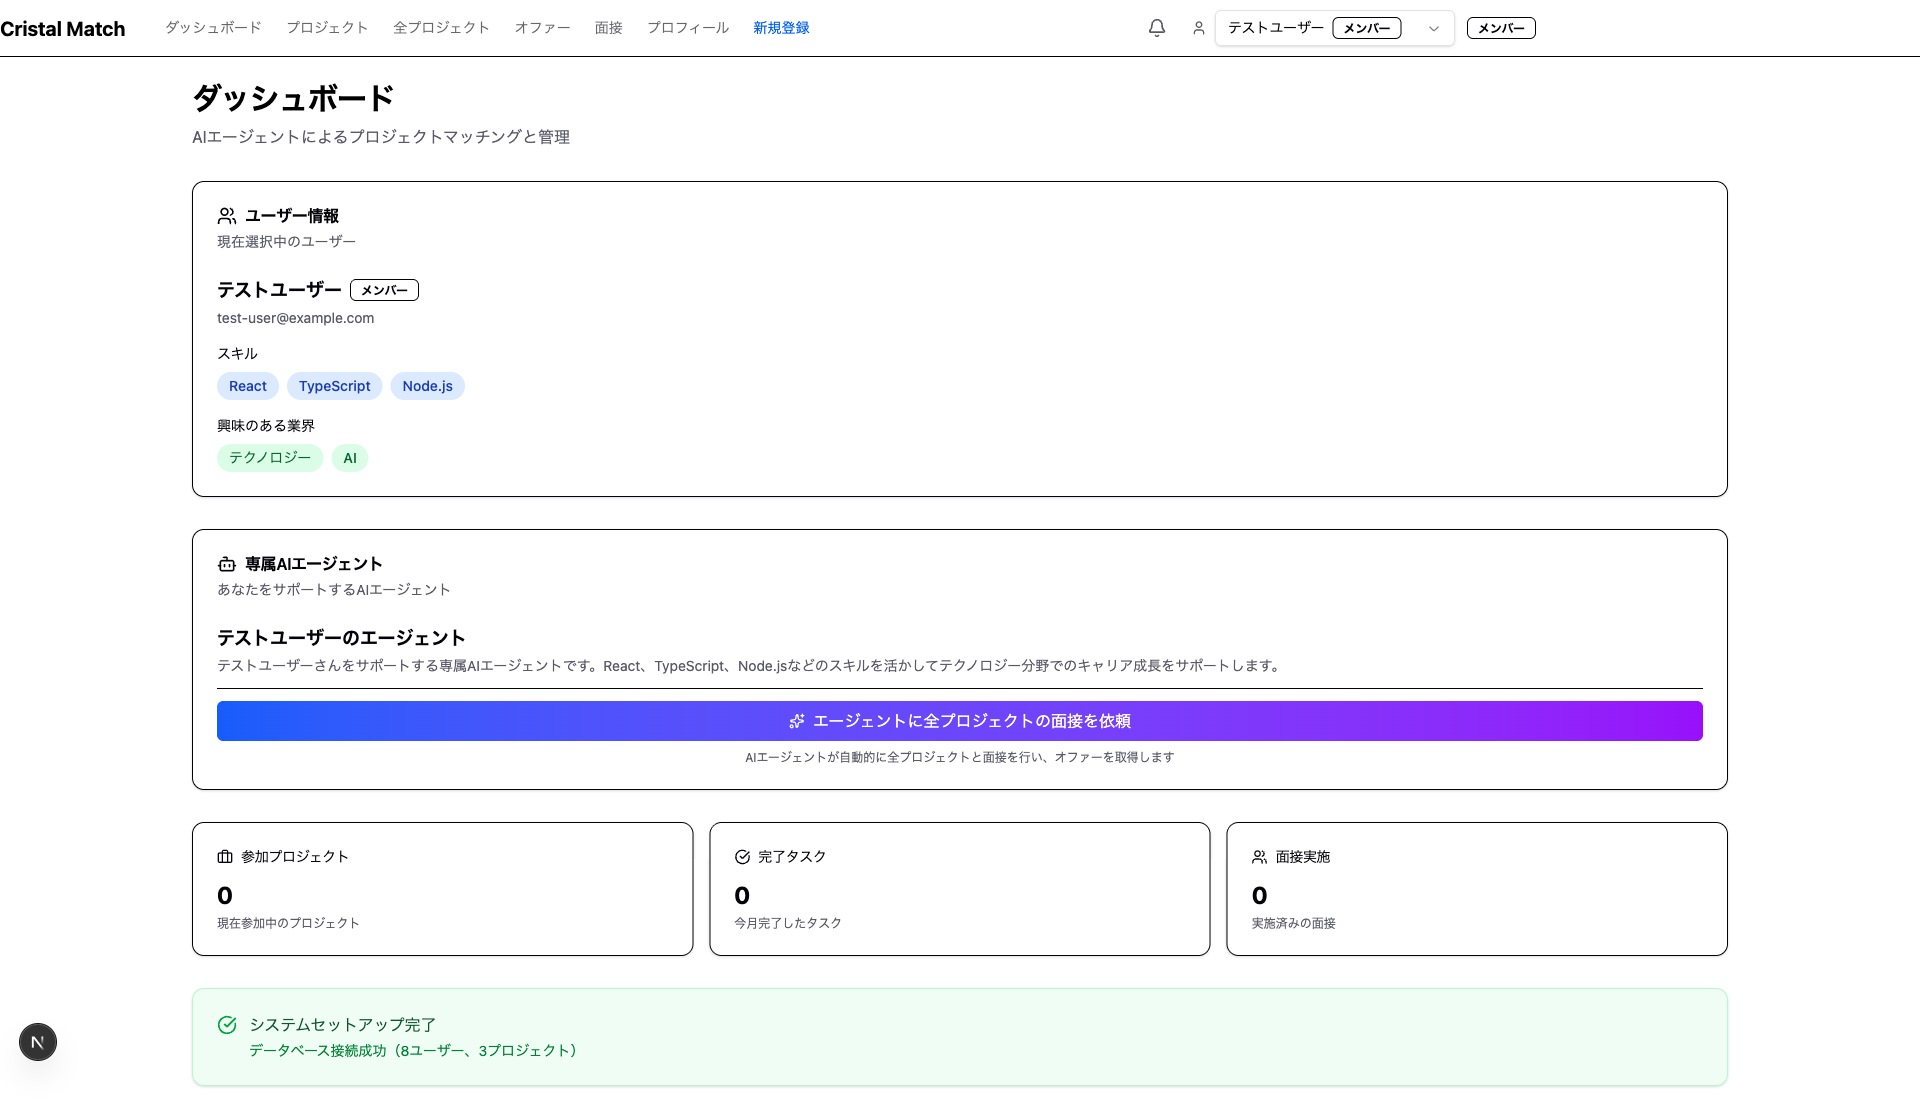 Cristal Match ダッシュボード プロジェクト 全プロジェクト オファー 面接 プロフィール 新規登録 テストユーザー メンバー メンバー
ダッシュボード
AIエージェントによるプロジェクトマッチングと管理
ユーザー情報
現在選択中のユーザー
テストユーザー メンバー
test-user@example.com
スキル
React TypeScript Node.js
興味のある業界
テクノロジー AI
専属AIエージェント
あなたをサポートするAIエージェント
テストユーザーのエージェント
テストユーザーさんをサポートする専属AIエージェントです。React、TypeScript、Node.jsなどのスキルを活かしてテクノロジー分野でのキャリア成長をサポートします。
エージェントに全プロジェクトの面接を依頼
AIエージェントが自動的に全プロジェクトと面接を行い、オファーを取得します
参加プロジェクト
0
現在参加中のプロジェクト
完了タスク
0
今月完了したタスク
面接実施
0
実施済みの面接
システムセットアップ完了
データベース接続成功（8ユーザー、3プロジェクト）
N